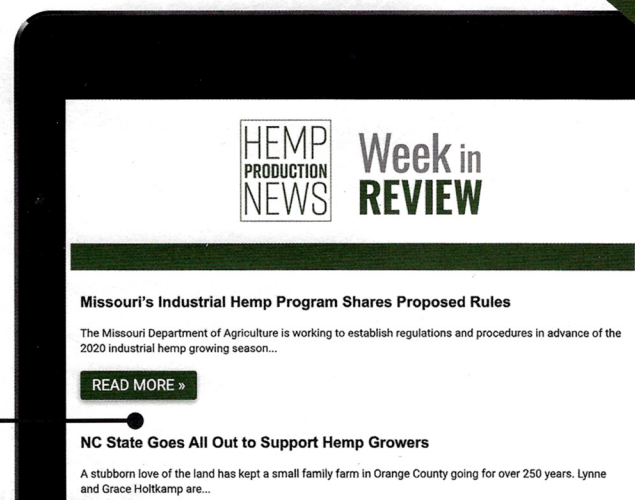 HEMP
PRODUCTION
NEWS
Week in
REVIEW
Missouri's Industrial Hemp Program Shares Proposed Rules
The Missouri Department of Agriculture is working to establish regulations and procedures in advance of the
2020 industrial hemp growing season...
READ MORE »
NC State Goes All Out to Support Hemp Growers
A stubborn love of the land has kept a small family farm in Orange County going for over 250 years. Lynne
and Grace Holtkamp are...